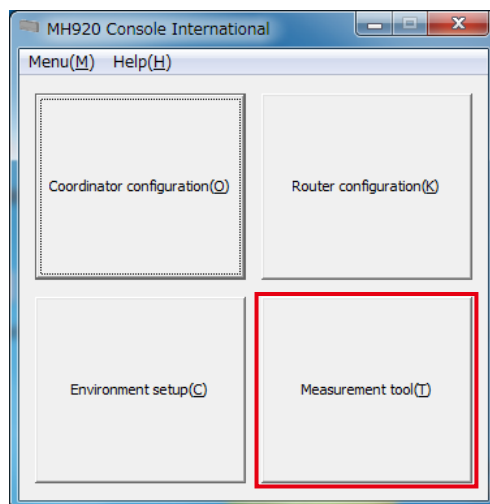 MH920 Console International
Menu(M) Help(H)
Coordinator configuration(O)
Router configuration(K)
Environment setup(C)
Measurement tool(T)